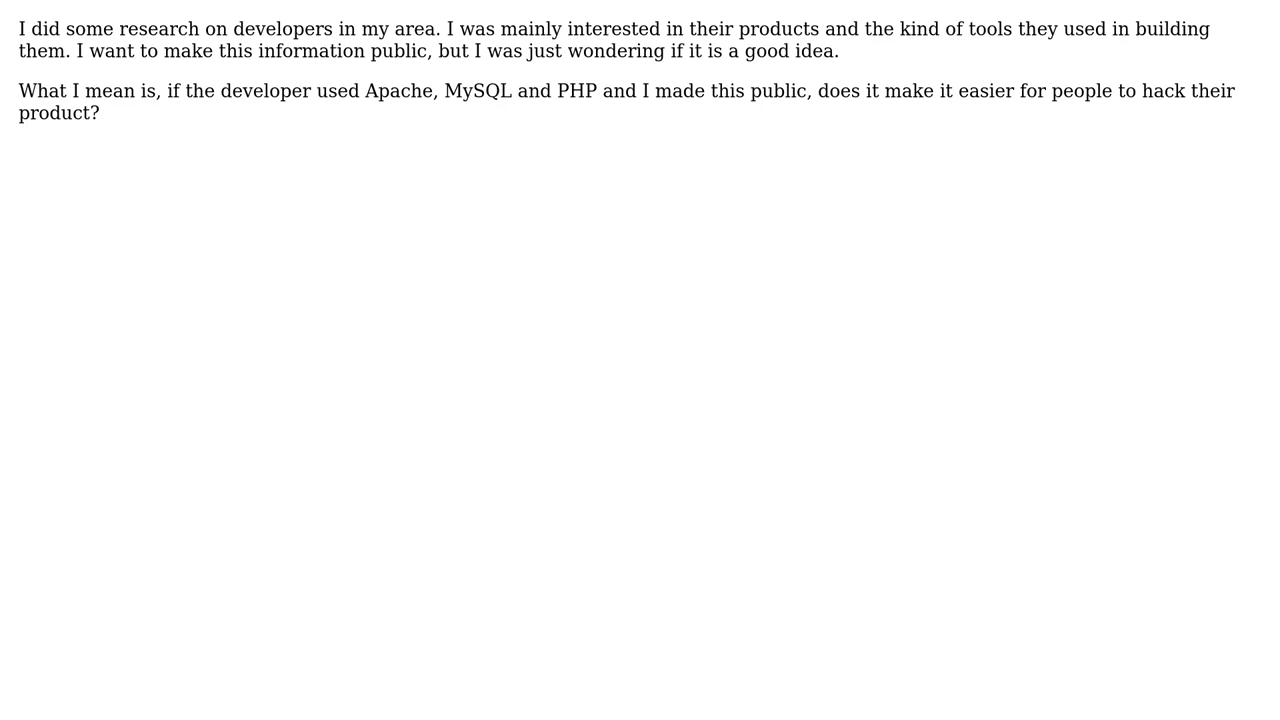 I did some research on developers in my area. I was mainly interested in their products and the kind of tools they used in building
them. I want to make this information public, but I was just wondering if it is a good idea.
What I mean is, if the developer used Apache, MySQL and PHP and I made this public, does it make it easier for people to hack their
product?